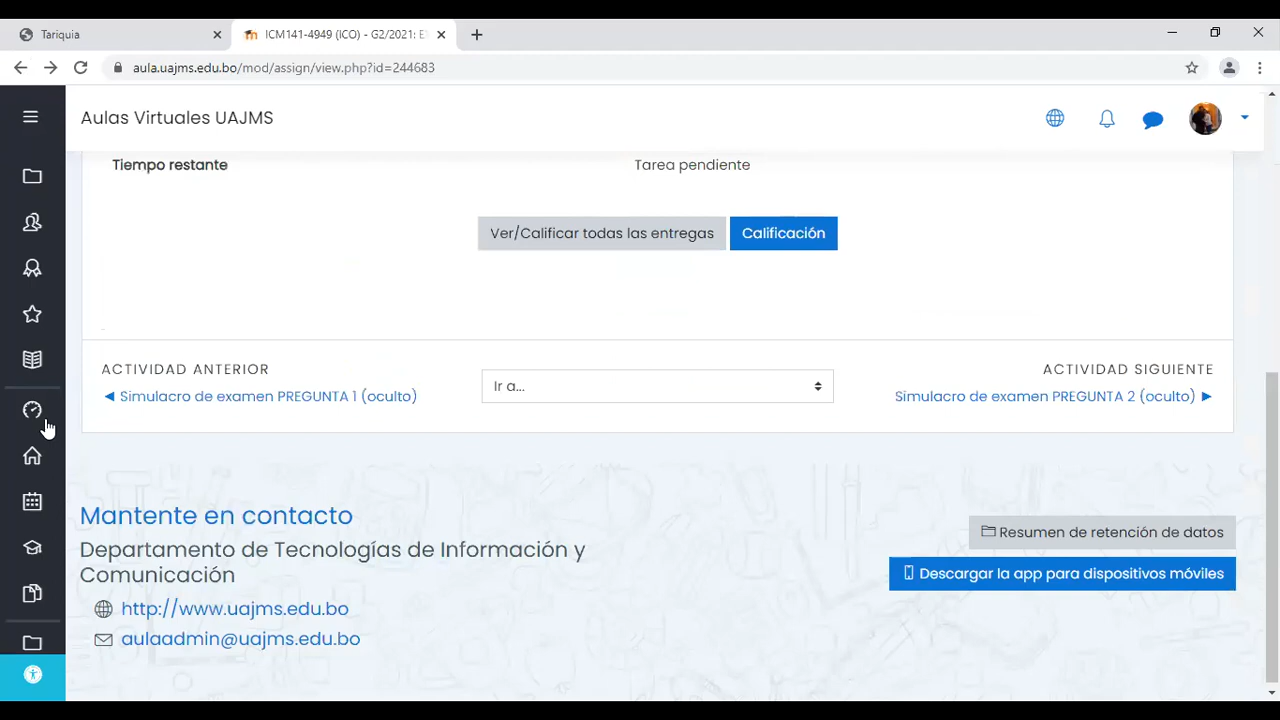 Tariquia
ICM141-4949 (ICO) - G2/2021: E
aula.uajms.edu.bo/mod/assign/view.php?id=244683
Aulas Virtuales UAJMS
Tiempo restante
Tarea pendiente
Ver/Calificar todas las entregas
Calificación
ACTIVIDAD ANTERIOR
◄ Simulacro de examen PREGUNTA 1 (oculto)
Ir a...
ACTIVIDAD SIGUIENTE
Simulacro de examen PREGUNTA 2 (oculto) ►
Mantente en contacto
Departamento de Tecnologías de Información y
Comunicación
http://www.uajms.edu.bo
aulaadmin@uajms.edu.bo
Resumen de retención de datos
Descargar la app para dispositivos móviles